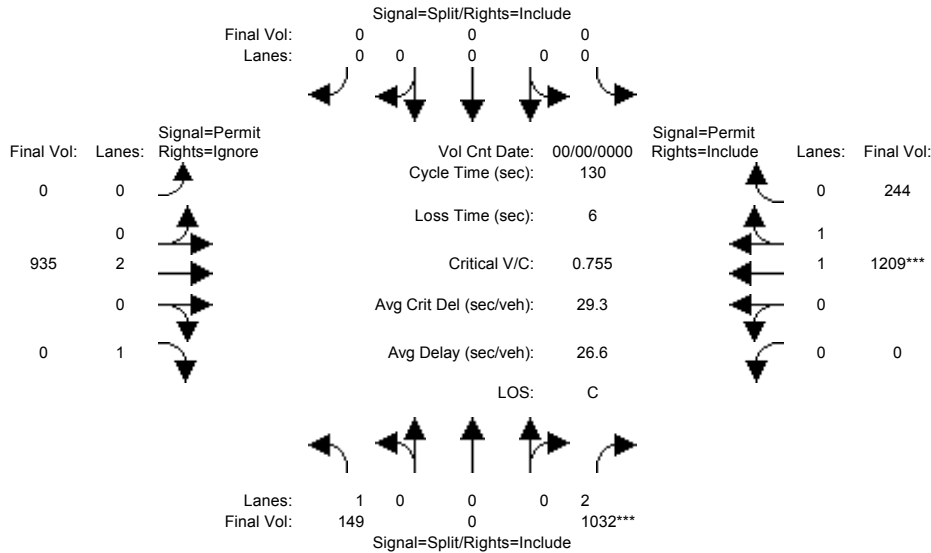 Signal=Split/Rights=Include
Final Vol: 0 0 0
Lanes: 0 0 0 0 0
Signal=Permit Signal=Permit
Final Vol: Lanes: Rights=Ignore Vol Cnt Date: 00/00/0000 Rights=Include Lanes: Final Vol:
Cycle Time (sec): 130
0 0 0 244
Loss Time (sec): 6
0 1
935 2 Critical V/C: 0.755 1 1209***
0 Avg Crit Del (sec/veh): 29.3 0
0 1 Avg Delay (sec/veh): 26.6 0 0
LOS: C
Lanes: 1 0 0 0 2
Final Vol: 149 0 1032***
Signal=Split/Rights=Include